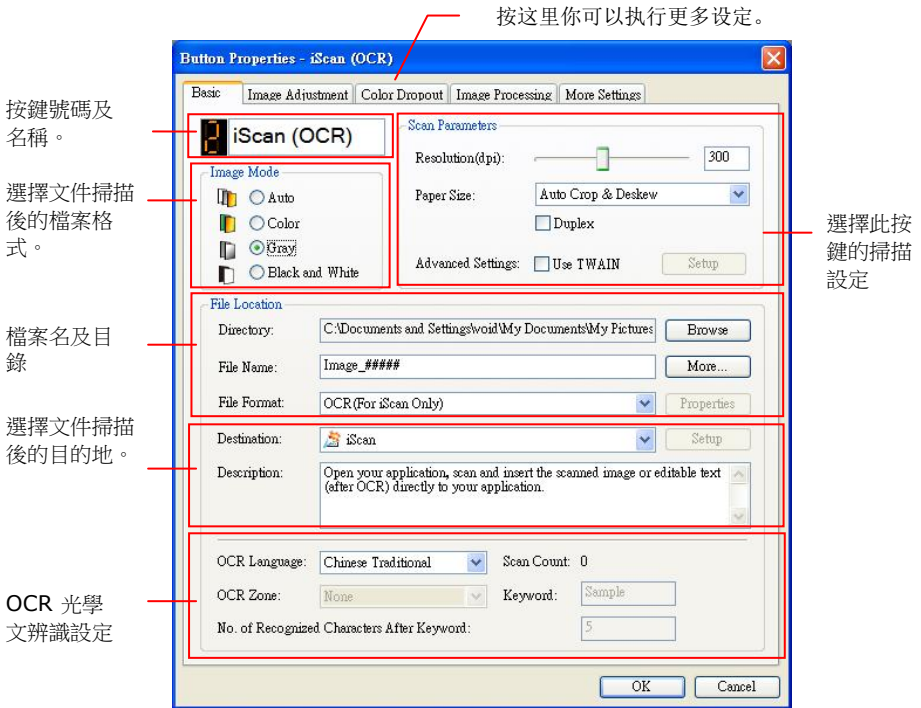 按这里你可以执行更多设定。
Button Properties - iScan (OCR)
Basic Image Adjustment Color Dropout Image Processing More Settings
按鍵號碼及
名稱。
2 iScan (OCR)
選擇文件掃描
後的檔案格
式。
Image Mode
Auto
Color
Gray
Black and White
Scan Parameters
Resolution(dpi): 300
Paper Size: Auto Crop & Deskew
Duplex
Advanced Settings: Use TWAIN Setup
選擇此按
鍵的掃描
設定
檔案名及目
錄
File Location
Directory: C:\Documents and Settings\void\My Documents\My Pictures Browse
File Name: Image_##### More...
File Format: OCR(For iScan Only) Properties
選擇文件掃描
後的目的地。
Destination: iScan Setup
Description: Open your application, scan and insert the scanned image or editable text
(after OCR) directly to your application.
OCR 光學
文辨識設定
OCR Language: Chinese Traditional Scan Count: 0
OCR Zone: None Keyword: Sample
No. of Recognized Characters After Keyword: 5
OK Cancel